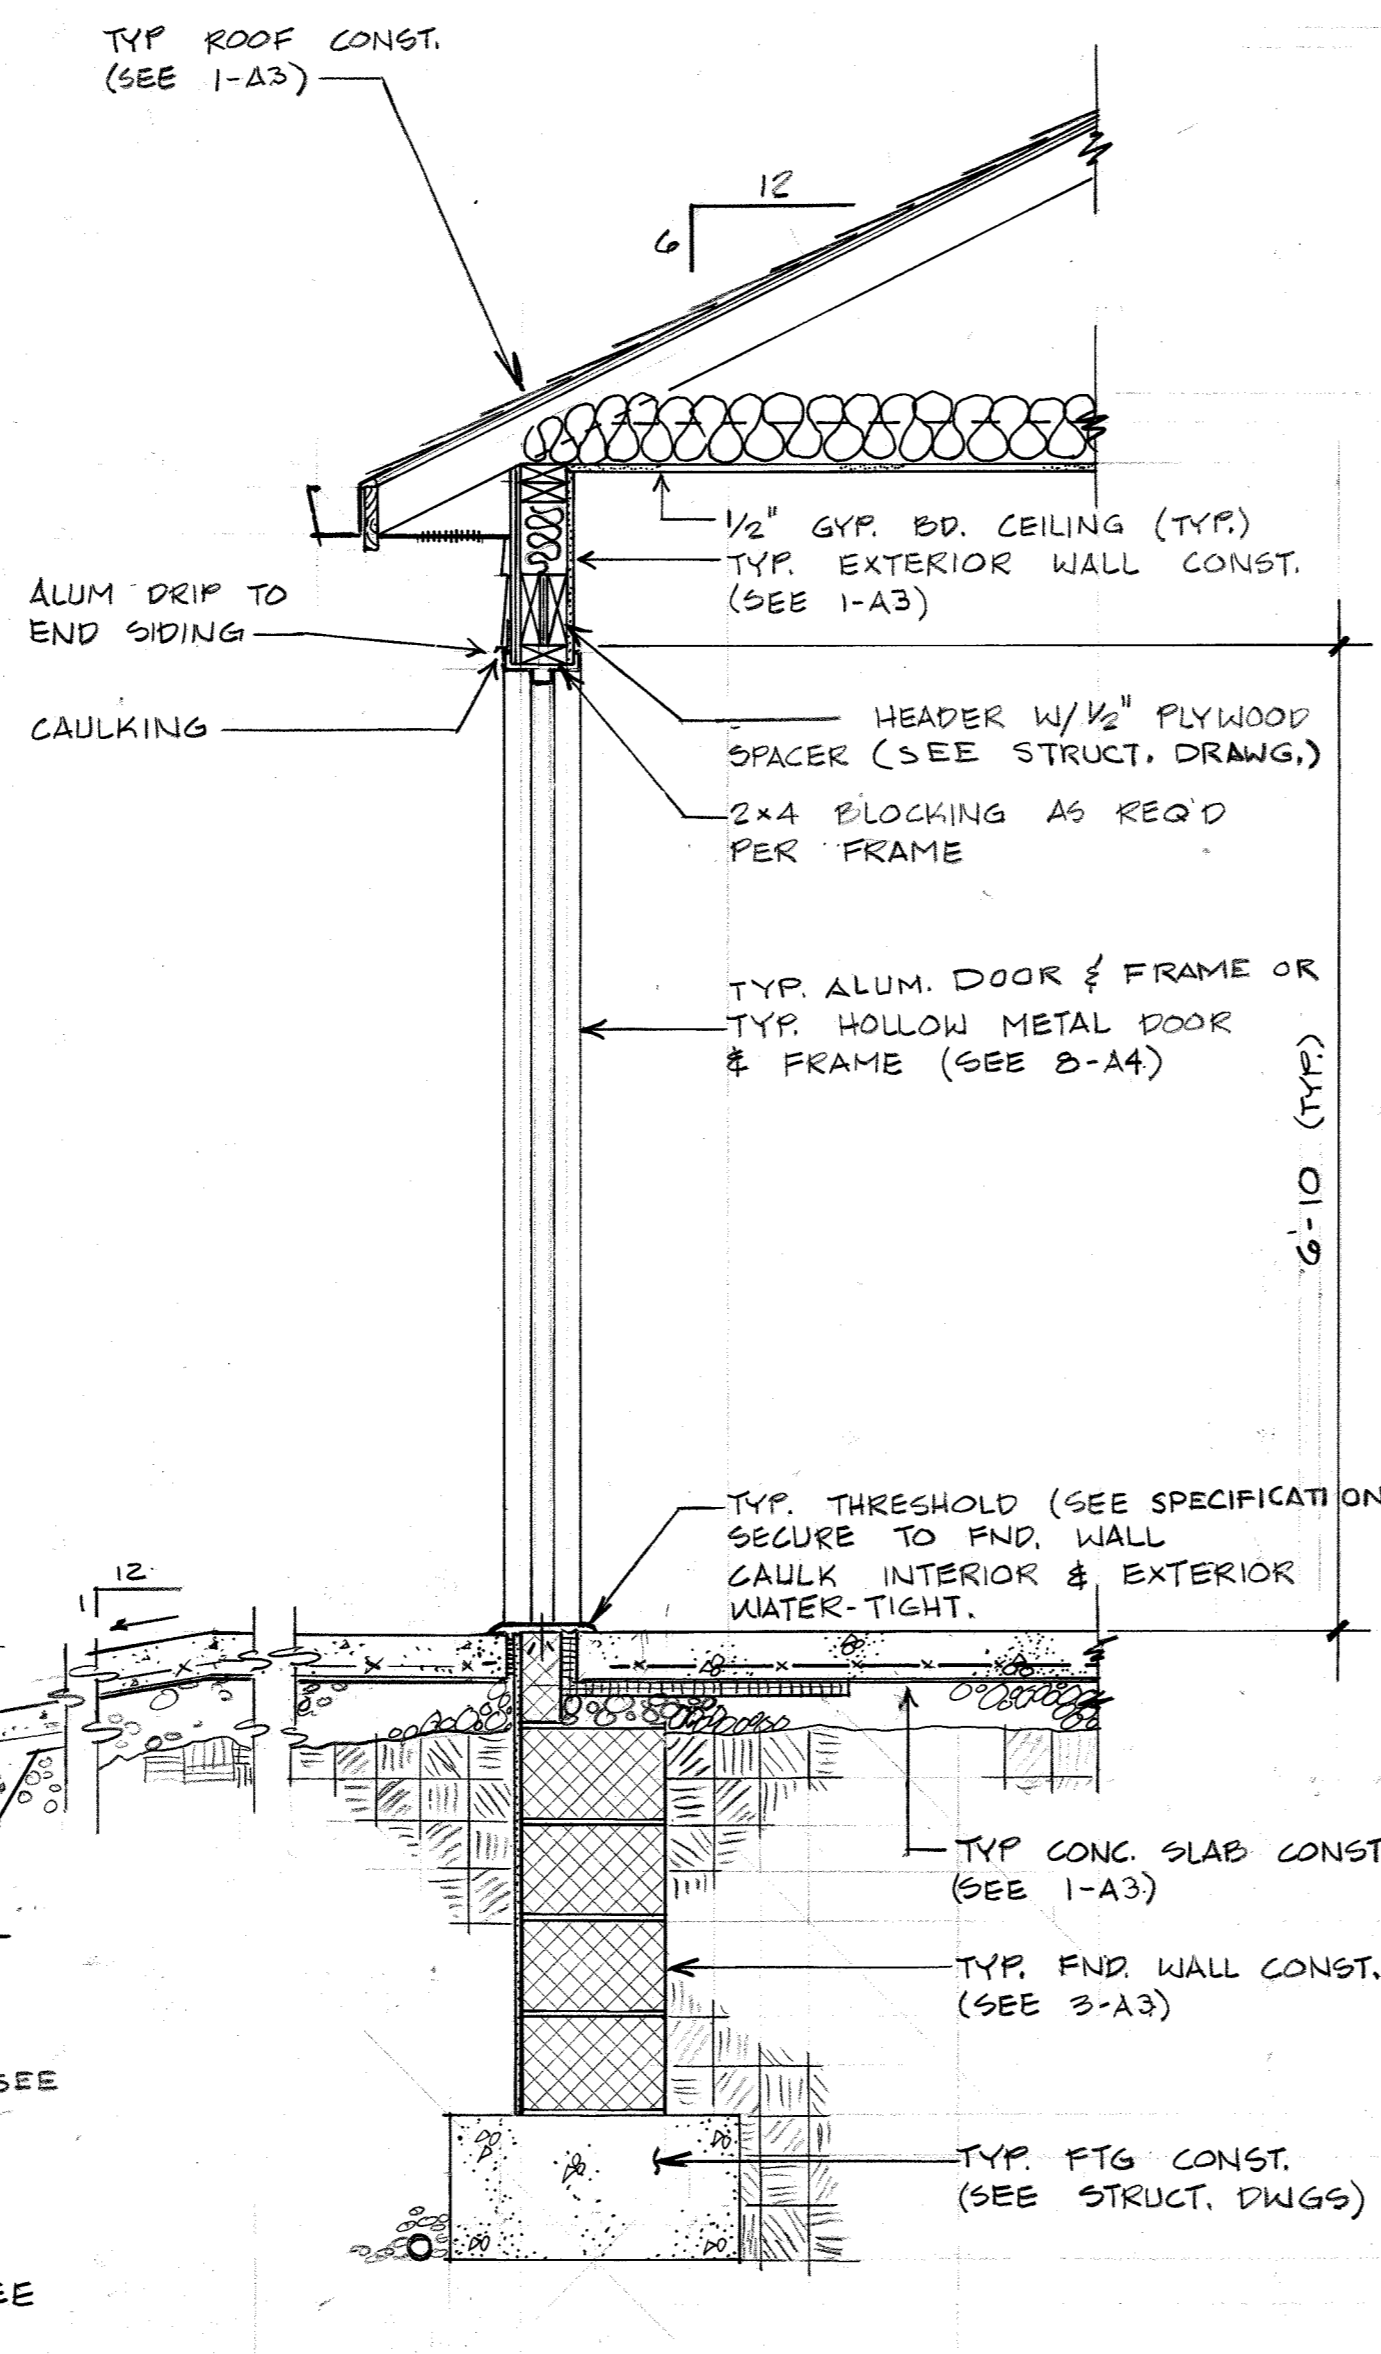 TYP ROOF CONST.
(SEE 1-A3)
12
6
1/2" GYP. BD. CEILING (TYP.)
TYP. EXTERIOR WALL CONST.
(SEE 1-A3)
ALUM DRIP TO
END SIDING
CAULKING
HEADER W/ 1/2" PLYWOOD
SPACER (SEE STRUCT. DRAWG.)
2x4 BLOCKING AS REQ'D
PER FRAME
TYP. ALUM. DOOR & FRAME OR
TYP. HOLLOW METAL DOOR
& FRAME (SEE 8-A4)
6'-10 (TYP.)
TYP. THRESHOLD (SEE SPECIFICATION
SECURE TO FND. WALL
CAULK INTERIOR & EXTERIOR
WATER-TIGHT.
12
1
TYP CONC. SLAB CONST
(SEE 1-A3)
TYP. FND. WALL CONST.
(SEE 3-A3)
SEE
TYP. FTG CONST.
(SEE STRUCT. DWGS)
EE